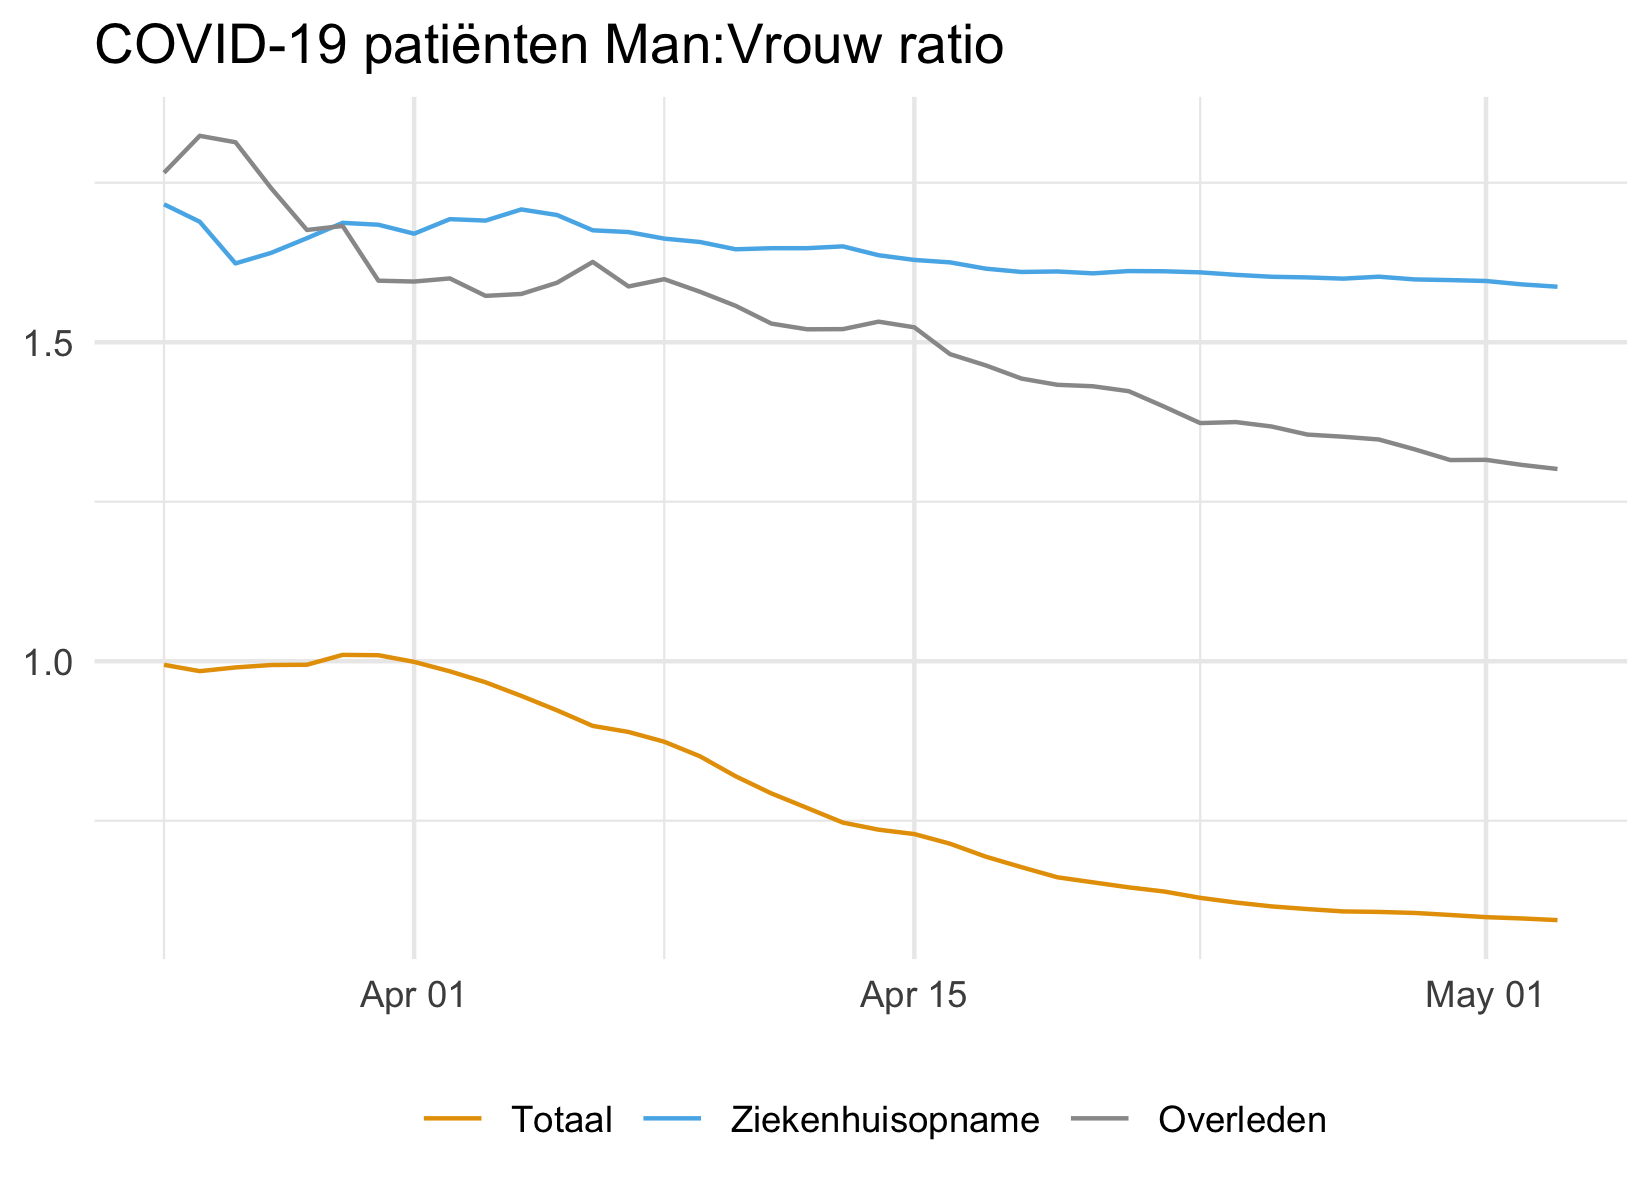 COVID-19 patiënten Man:Vrouw ratio
1.5
1.0
Apr 01 Apr 15 May 01
Totaal Ziekenhuisopname Overleden